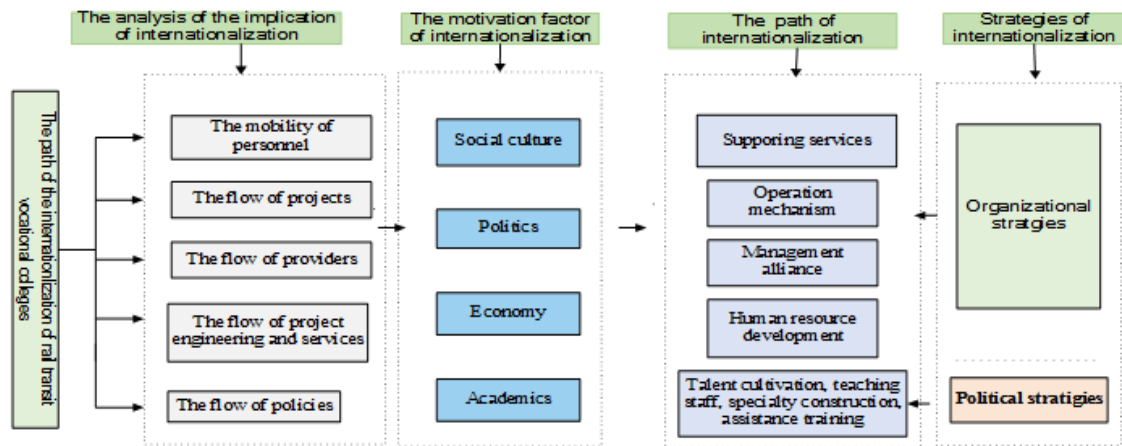 The analysis of the implication
of internationalization
The motivation factor
of internationalization
The path of
internationalization
Strategies of
internationalization
The path of the internationlization of rail transit
vocational colleges
The mobility of
personnel
The flow of projects
The flow of providers
The flow of project
engineering and services
The flow of policies
Social culture
Politics
Economy
Academics
Supporing services
Operation
mechanism
Management
alliance
Human resource
development
Talent cultivation, teaching
staff, specialty construction,
assistance training
Organizational
stratgies
Political stratigies